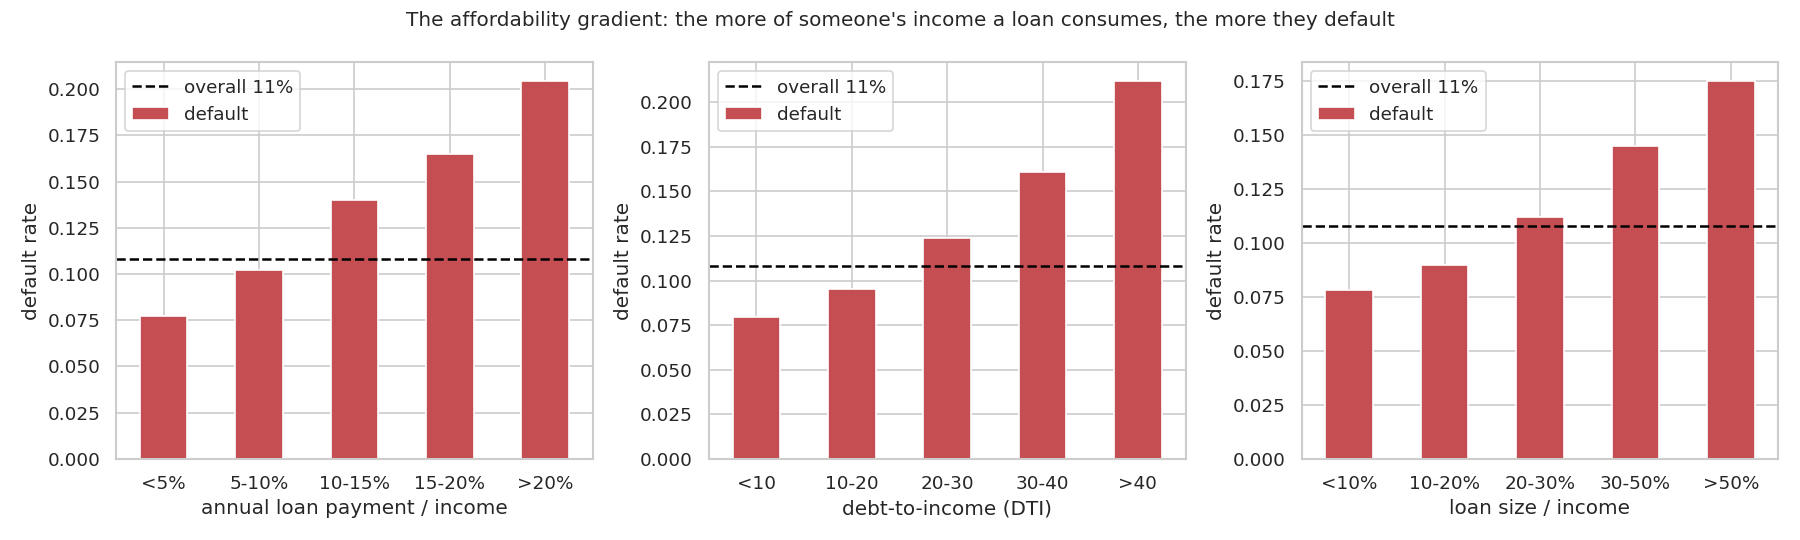 The affordability gradient: the more of someone's income a loan consumes, the more they default
default rate
0.200
0.175
0.150
0.125
0.100
0.075
0.050
0.025
0.000
overall 11%
default
<5% 5-10% 10-15% 15-20% >20%
annual loan payment / income
default rate
0.200
0.175
0.150
0.125
0.100
0.075
0.050
0.025
0.000
overall 11%
default
<10 10-20 20-30 30-40 >40
debt-to-income (DTI)
default rate
0.175
0.150
0.125
0.100
0.075
0.050
0.025
0.000
overall 11%
default
<10% 10-20% 20-30% 30-50% >50%
loan size / income